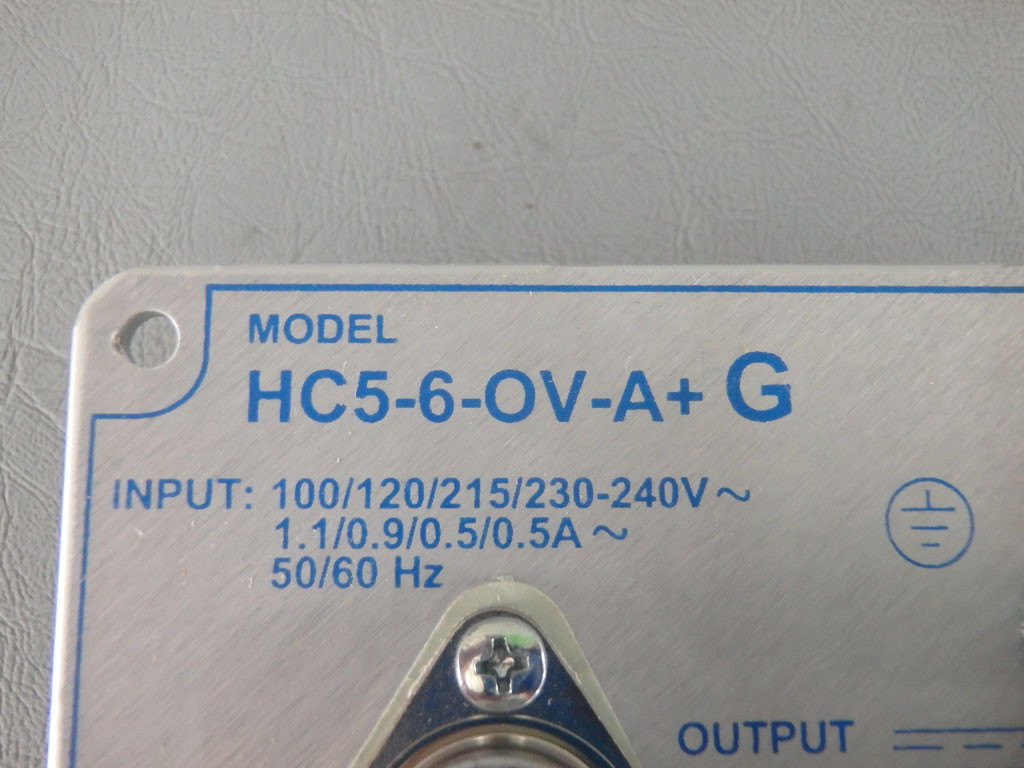 MODEL
HC5-6-OV-A+ G
INPUT: 100/120/215/230-240V~
1.1/0.9/0.5/0.5A~
50/60 Hz
OUTPUT